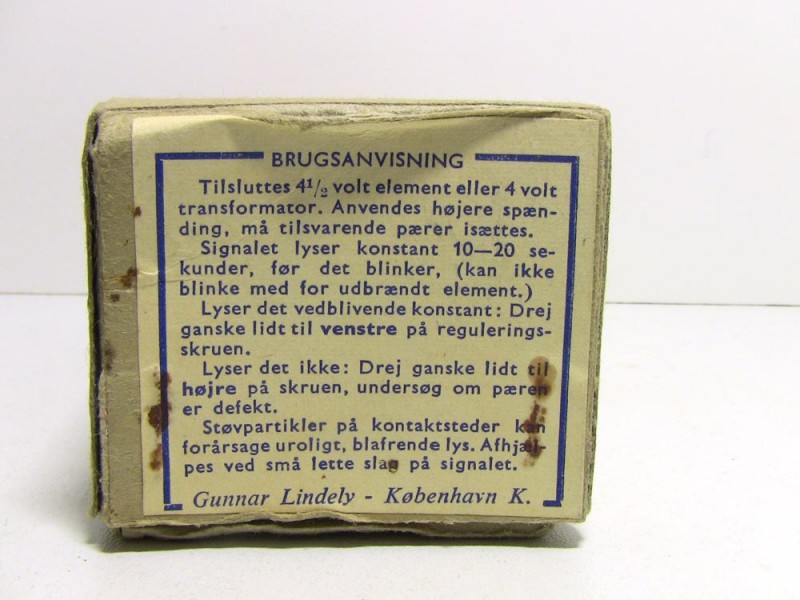 BRUGSANVISNING
Tilsluttes 4½ volt element eller 4 volt
transformator. Anvendes højere spæn-
ding, må tilsvarende pærer isættes.
Signalet lyser konstant 10—20 se-
kunder, før det blinker, (kan ikke
blinke med for udbrændt element.)
Lyser det vedblivende konstant: Drej
ganske lidt til venstre på regulerings-
skruen.
Lyser det ikke: Drej ganske lidt til
højre på skruen, undersøg om pæren
er defekt.
Støvpartikler på kontaktsteder kan
forårsage uroligt, blafrende lys. Afhjæl-
pes ved små lette slag på signalet.
Gunnar Lindely - København K.